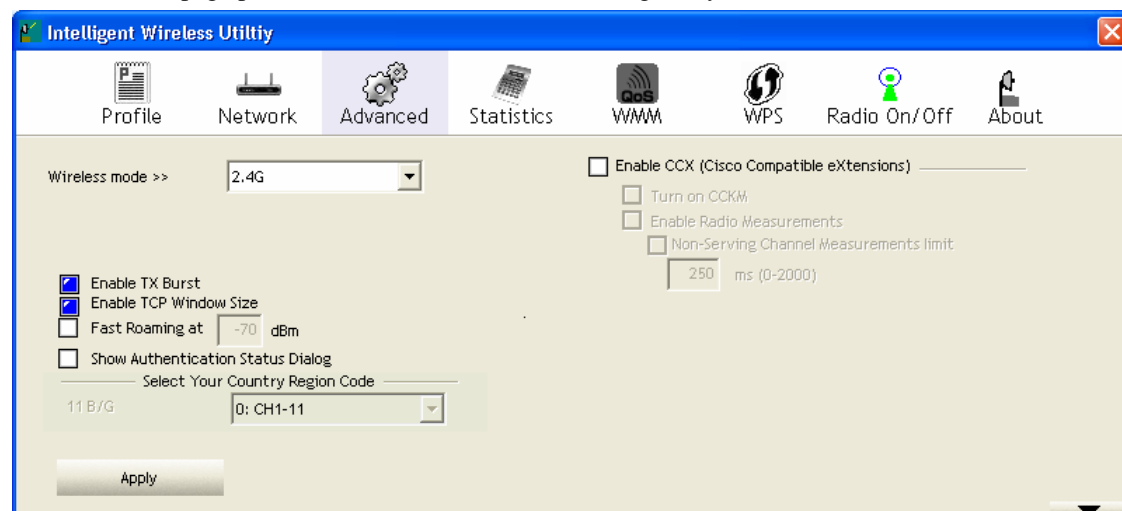 Intelligent Wireless Utiltiy
Profile
Network
Advanced
Statistics
QoS
WMM
WPS
Radio On/Off
About
Wireless mode >> 2.4G
Enable TX Burst
Enable TCP Window Size
Fast Roaming at -70 dBm
Show Authentication Status Dialog
Select Your Country Region Code
11 B/G 0: CH1-11
Apply
Enable CCX (Cisco Compatible eXtensions)
Turn on CCKM
Enable Radio Measurements
Non-Serving Channel Measurements limit
250 ms (0-2000)